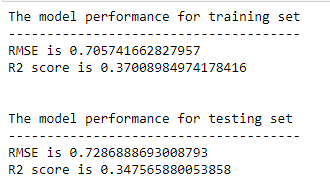 The model performance for training set
--------------------------------------
RMSE is 0.705741662827957
R2 score is 0.37008984974178416
The model performance for testing set
--------------------------------------
RMSE is 0.7286888693008793
R2 score is 0.347565880053858